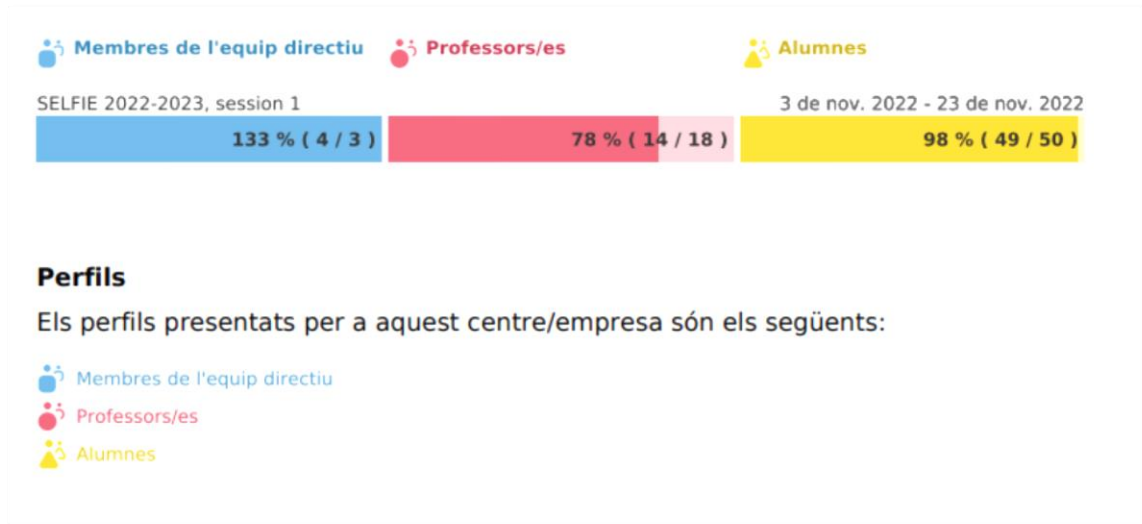 Membres de l'equip directiu Professors/es Alumnes
SELFIE 2022-2023, session 1 3 de nov. 2022 - 23 de nov. 2022
133 % ( 4 / 3 ) 78 % ( 14 / 18 ) 98 % ( 49 / 50 )
Perfils
Els perfils presentats per a aquest centre/empresa són els següents:
Membres de l'equip directiu
Professors/es
Alumnes